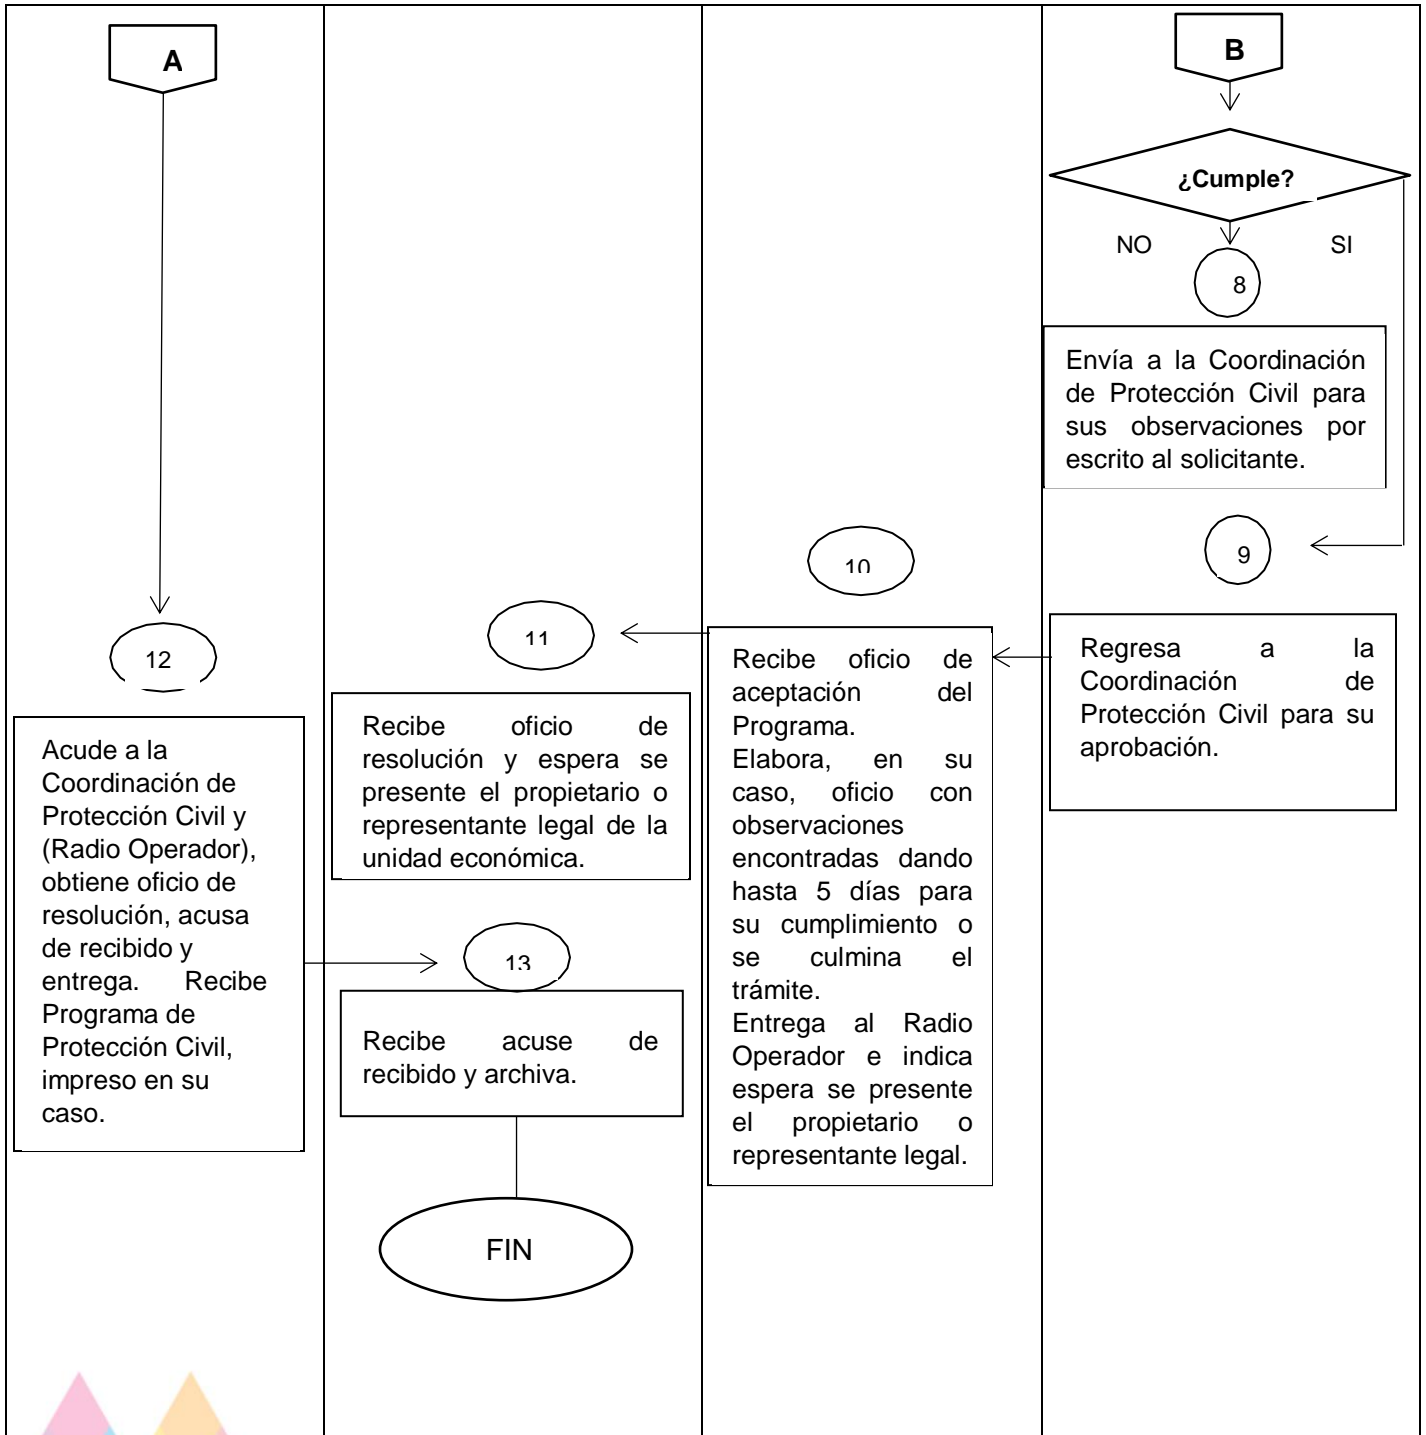 A
B
¿Cumple?
NO
SI
8
Envía a la Coordinación
de Protección Civil para
sus observaciones por
escrito al solicitante.
9
10
11
12
Regresa a la
Coordinación de
Protección Civil para su
aprobación.
Recibe oficio de
aceptación del
Programa.
Elabora, en su
caso, oficio con
observaciones
encontradas dando
hasta 5 días para
su cumplimiento o
se culmina el
trámite.
Entrega al Radio
Operador e indica
espera se presente
el propietario o
representante legal.
Recibe oficio de
resolución y espera se
presente el propietario o
representante legal de la
unidad económica.
Acude a la
Coordinación de
Protección Civil y
(Radio Operador),
obtiene oficio de
resolución, acusa
de recibido y
entrega. Recibe
Programa de
Protección Civil,
impreso en su
caso.
13
Recibe acuse de
recibido y archiva.
FIN